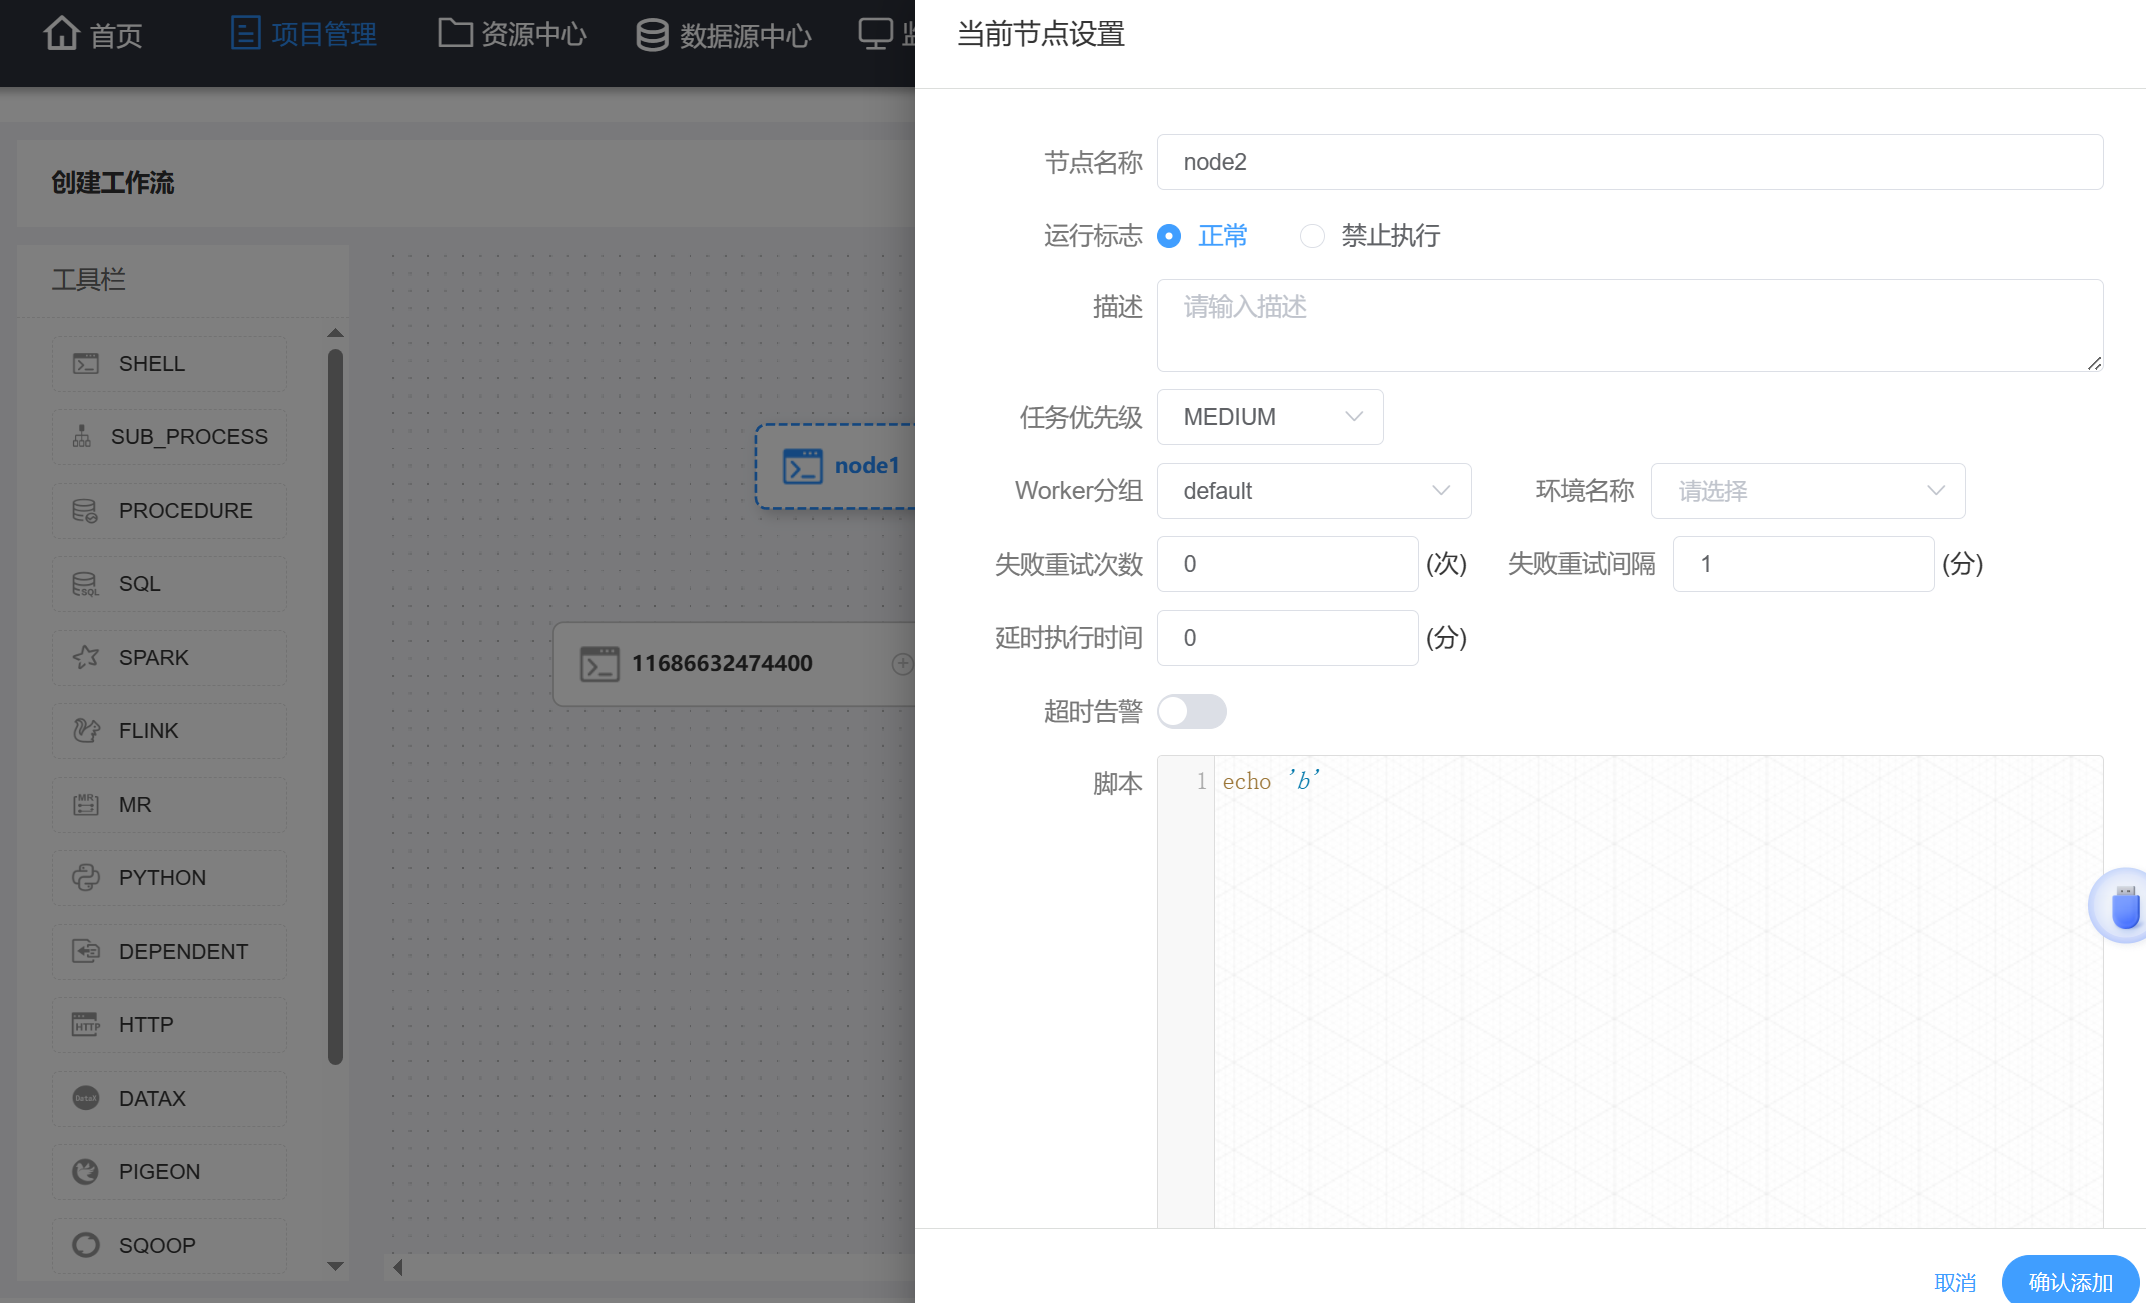 首页
项目管理
资源中心
数据源中心
监
当前节点设置
创建工作流
工具栏
SHELL
SUB_PROCESS
PROCEDURE
SQL
SQL
SPARK
FLINK
MR
MR
PYTHON
DEPENDENT
HTTP
HTTP
DataX
DATAX
PIGEON
SQOOP
node1
11686632474400
节点名称 node2
运行标志 正常 禁止执行
描述 请输入描述
任务优先级 MEDIUM
Worker分组 default 环境名称 请选择
失败重试次数 0 (次) 失败重试间隔 1 (分)
延时执行时间 0 (分)
超时告警
脚本 1 echo 'b'
取消 确认添加